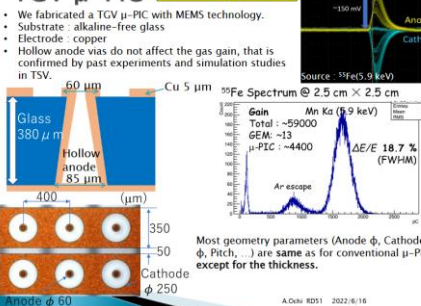 • We fabricated a TGV μ-PIC with MEMS technology.
• Substrate : alkaline-free glass
• Electrode : copper
• Hollow anode vias do not affect the gas gain, that is
confirmed by past experiments and simulation studies
in TSV.
~150 mV
Source : ⁵⁵Fe(5.9 keV)
60 μm
Cu 5 μm
Glass
380 μm
Hollow
anode
85 μm
⁵⁵Fe Spectrum @ 2.5 cm × 2.5 cm
Gain
Total : ~59000
GEM: ~13
μ-PIC : ~4400
Mn Ka (5.9 keV)
ΔE/E 18.7 %
(FWHM)
Ar escape
400
(μm)
350
50
Cathode
φ 250
Anode φ 60
Most geometry parameters (Anode φ, Cathode
φ, Pitch, ...) are same as for conventional μ-PI
except for the thickness.
A.Ochi RD51 2022/6/16